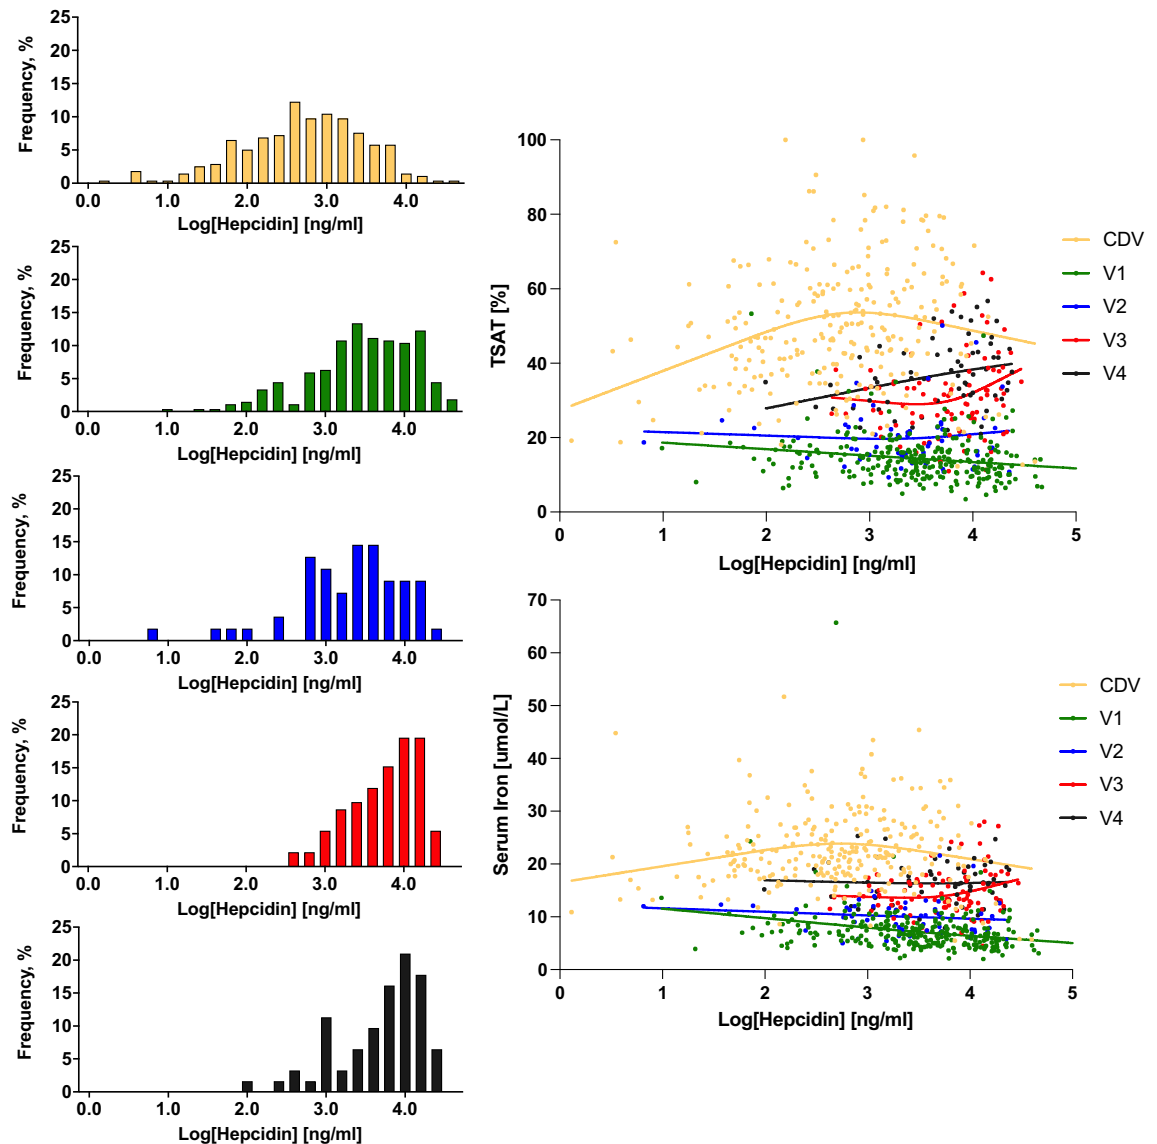 Frequency, %
25
20
15
10
5
0
0.0 1.0 2.0 3.0 4.0
Log[Hepcidin] [ng/ml]
Frequency, %
25
20
15
10
5
0
0.0 1.0 2.0 3.0 4.0
Log[Hepcidin] [ng/ml]
Frequency, %
25
20
15
10
5
0
0.0 1.0 2.0 3.0 4.0
Log[Hepcidin] [ng/ml]
Frequency, %
25
20
15
10
5
0
0.0 1.0 2.0 3.0 4.0
Log[Hepcidin] [ng/ml]
Frequency, %
25
20
15
10
5
0
0.0 1.0 2.0 3.0 4.0
Log[Hepcidin] [ng/ml]
TSAT [%]
100
80
60
40
20
0
0 1 2 3 4 5
Log[Hepcidin] [ng/ml]
CDV
V1
V2
V3
V4
Serum Iron [umol/L]
70
60
50
40
30
20
10
0
0 1 2 3 4 5
Log[Hepcidin] [ng/ml]
CDV
V1
V2
V3
V4